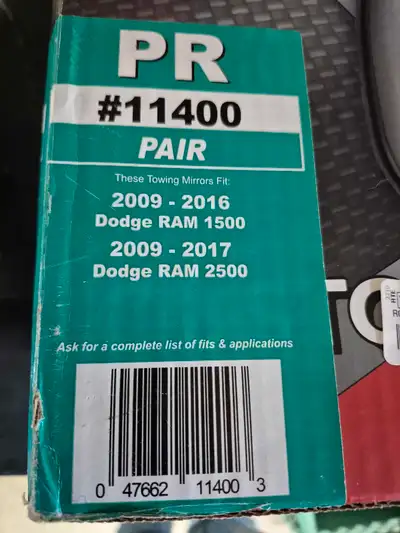 PR
#11400
PAIR
These Towing Mirrors Fit:
2009 - 2016
Dodge RAM 1500
2009 - 2017
Dodge RAM 2500
Ask for a complete list of fits & applications
0 47662 11400 3
TO